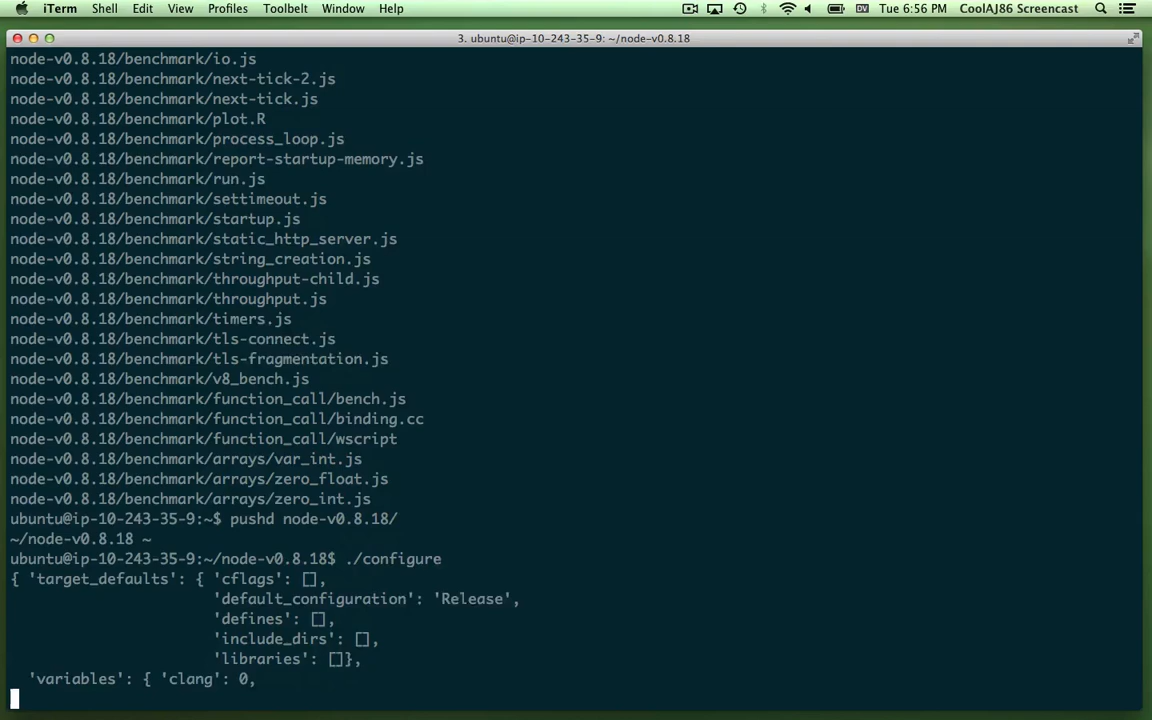 iTerm Shell Edit View Profiles Toolbelt Window Help DV Tue 6:56 PM CoolAJ86 Screencast
3. ubuntu@ip-10-243-35-9: ~/node-v0.8.18
node-v0.8.18/benchmark/io.js
node-v0.8.18/benchmark/next-tick-2.js
node-v0.8.18/benchmark/next-tick.js
node-v0.8.18/benchmark/plot.R
node-v0.8.18/benchmark/process_loop.js
node-v0.8.18/benchmark/report-startup-memory.js
node-v0.8.18/benchmark/run.js
node-v0.8.18/benchmark/settimeout.js
node-v0.8.18/benchmark/startup.js
node-v0.8.18/benchmark/static_http_server.js
node-v0.8.18/benchmark/string_creation.js
node-v0.8.18/benchmark/throughput-child.js
node-v0.8.18/benchmark/throughput.js
node-v0.8.18/benchmark/timers.js
node-v0.8.18/benchmark/tls-connect.js
node-v0.8.18/benchmark/tls-fragmentation.js
node-v0.8.18/benchmark/v8_bench.js
node-v0.8.18/benchmark/function_call/bench.js
node-v0.8.18/benchmark/function_call/binding.cc
node-v0.8.18/benchmark/function_call/wscript
node-v0.8.18/benchmark/arrays/var_int.js
node-v0.8.18/benchmark/arrays/zero_float.js
node-v0.8.18/benchmark/arrays/zero_int.js
ubuntu@ip-10-243-35-9:~$ pushd node-v0.8.18/
~/node-v0.8.18 ~
ubuntu@ip-10-243-35-9:~/node-v0.8.18$ ./configure
{ 'target_defaults': { 'cflags': [],
'default_configuration': 'Release',
'defines': [],
'include_dirs': [],
'libraries': []},
'variables': { 'clang': 0,